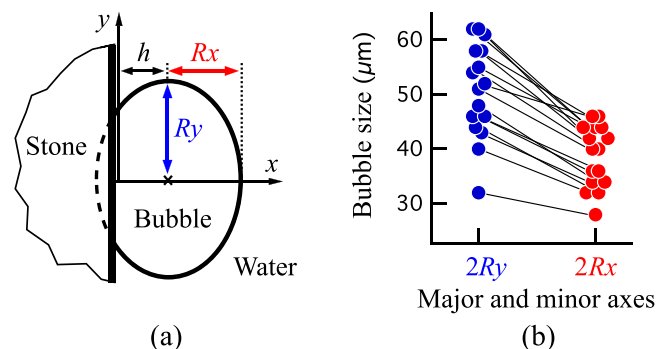 y
h
Rx
Ry
Stone
x
Bubble
Water
(a)
Bubble size (μm)
60
50
40
30
2Ry
2Rx
Major and minor axes
(b)